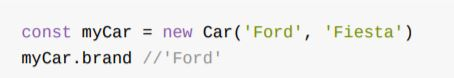 const myCar = new Car('Ford', 'Fiesta')
myCar.brand //'Ford'